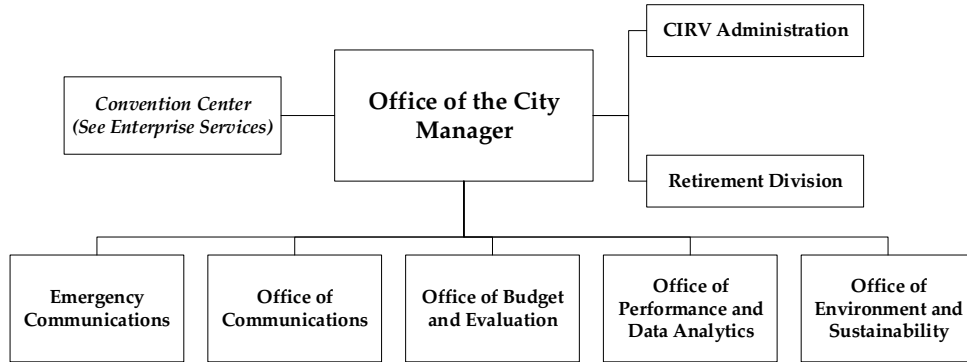 CIRV Administration
Convention Center
(See Enterprise Services)
Office of the City
Manager
Retirement Division
Emergency
Communications
Office of
Communications
Office of Budget
and Evaluation
Office of
Performance and
Data Analytics
Office of
Environment and
Sustainability